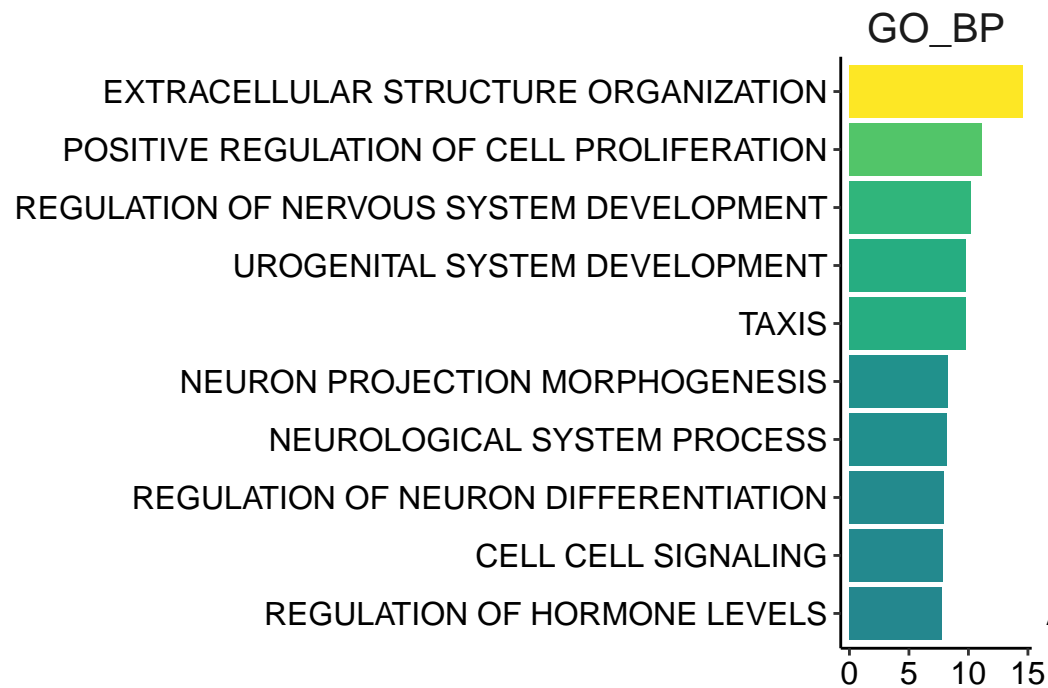 GO_BP
EXTRACELLULAR STRUCTURE ORGANIZATION
POSITIVE REGULATION OF CELL PROLIFERATION
REGULATION OF NERVOUS SYSTEM DEVELOPMENT
UROGENITAL SYSTEM DEVELOPMENT
TAXIS
NEURON PROJECTION MORPHOGENESIS
NEUROLOGICAL SYSTEM PROCESS
REGULATION OF NEURON DIFFERENTIATION
CELL CELL SIGNALING
REGULATION OF HORMONE LEVELS
0 5 10 15